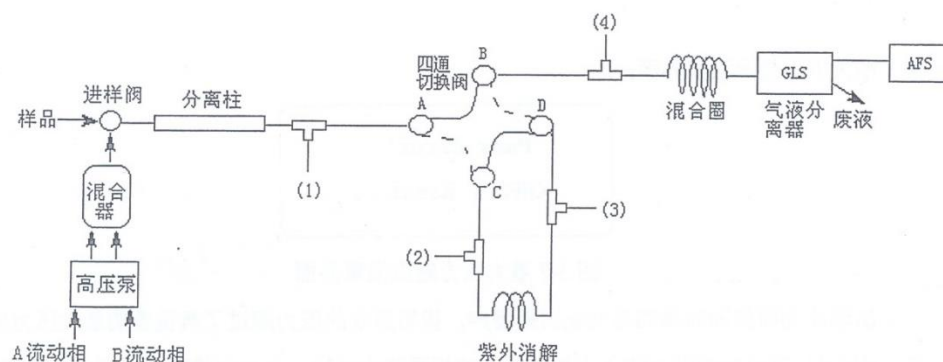 (4)
B
四通
切换阀
GLS
AFS
进样阀
分离柱
A
D
混合圈
气液分
离器
废液
样品
(1)
C
混合
器
(3)
(2)
高压泵
A流动相
B流动相
紫外消解